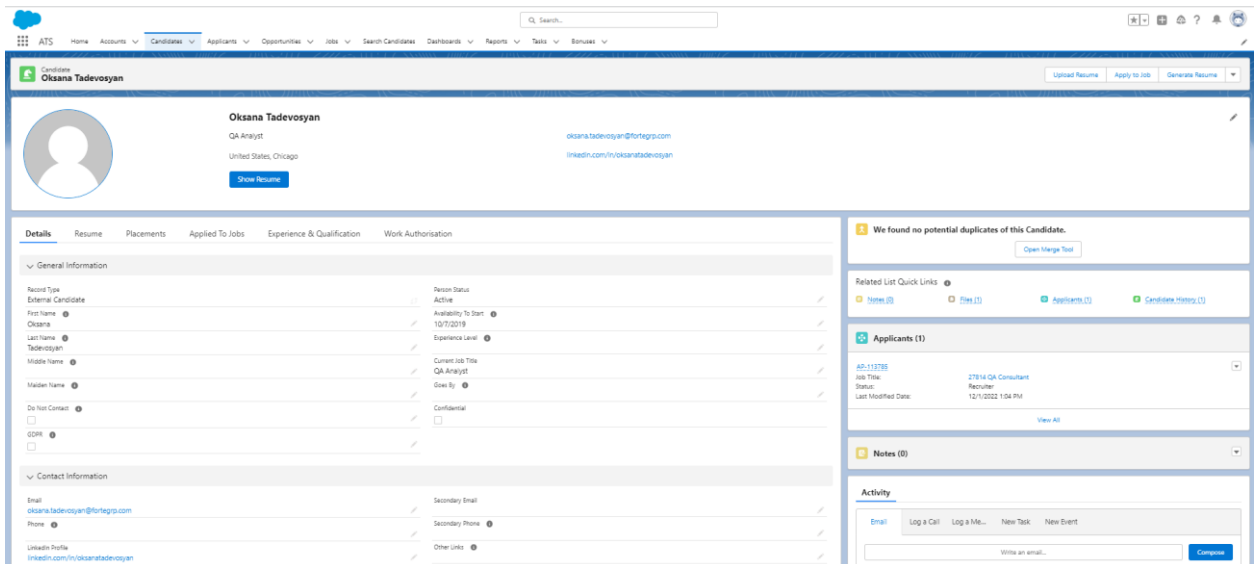 Search...
ATS Home Accounts Candidates Applicants Opportunities Jobs Search Candidates Dashboards Reports Tasks Bonuses
Candidate
Oksana Tadevosyan
Upload Resume Apply to Job Generate Resume
Oksana Tadevosyan
QA Analyst
oksana.tadevosyan@fortegrp.com
United States, Chicago
linkedin.com/in/oksanatadevosyan
Show Resume
Details Resume Placements Applied To Jobs Experience & Qualification Work Authorisation
General Information
Record Type
External Candidate
Person Status
Active
First Name
Oksana
Availability To Start
10/7/2019
Last Name
Tadevosyan
Experience Level
Middle Name
Current Job Title
QA Analyst
Maiden Name
Goes By
Do Not Contact
Confidential
GDPR
Contact Information
Email
oksana.tadevosyan@fortegrp.com
Secondary Email
Phone
Secondary Phone
LinkedIn Profile
linkedin.com/in/oksanatadevosyan
Other Links
We found no potential duplicates of this Candidate.
Open Merge Tool
Related List Quick Links
Notes (0) Files (1) Applicants (1) Candidate History (1)
Applicants (1)
AP-113785
Job Title: 27814 QA Consultant
Status: Recruiter
Last Modified Date: 12/1/2022 1:04 PM
View All
Notes (0)
Activity
Email Log a Call Log a Me... New Task New Event
Write an email...
Compose